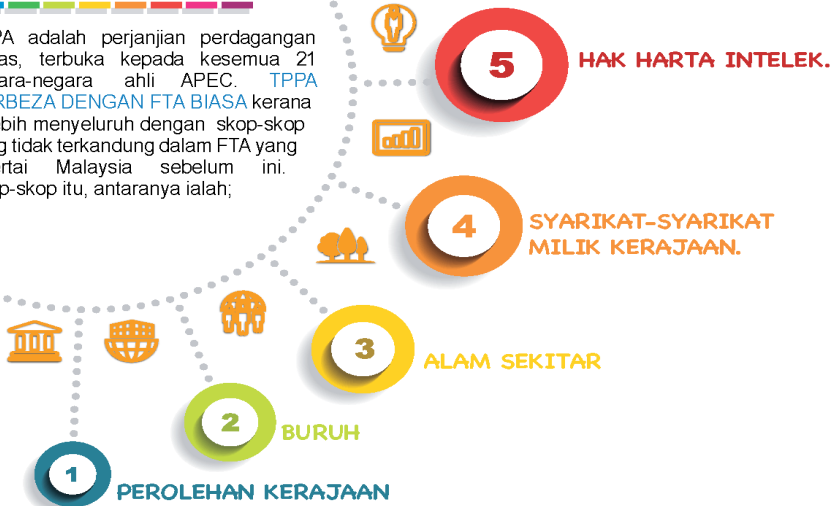 PA adalah perjanjian perdagangan
as, terbuka kepada kesemua 21
ara-negara ahli APEC. TPPA
RBEZA DENGAN FTA BIASA kerana
ebih menyeluruh dengan skop-skop
g tidak terkandung dalam FTA yang
ertai Malaysia sebelum ini.
p-skop itu, antaranya ialah;
5 HAK HARTA INTELEK.
4 SYARIKAT-SYARIKAT
MILIK KERAJAAN.
3 ALAM SEKITAR
2 BURUH
1 PEROLEHAN KERAJAAN